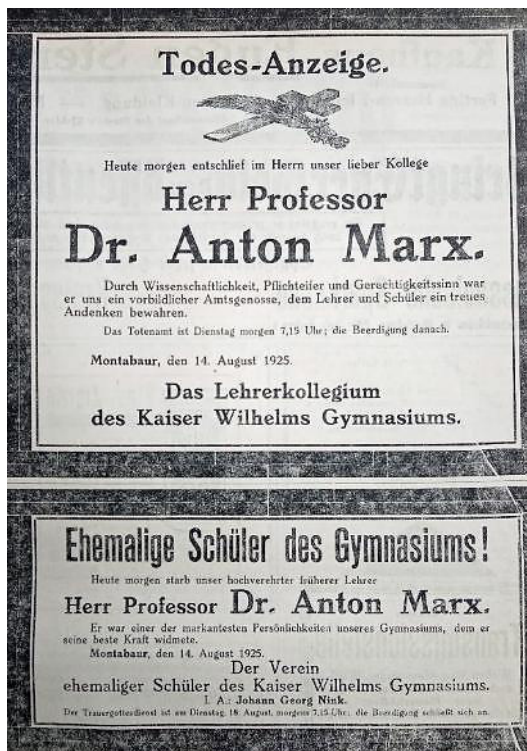 Todes-Anzeige.
Heute morgen entschlief im Herrn unser lieber Kollege
Herr Professor
Dr. Anton Marx.
Durch Wissenschaftlichkeit, Pflichteifer und Gerechtigkeitssinn war
er uns ein vorbildlicher Amtsgenosse, dem Lehrer und Schüler ein treues
Andenken bewahren.
Das Totenamt ist Dienstag morgen 7,15 Uhr; die Beerdigung danach.
Montabaur, den 14. August 1925.
Das Lehrerkollegium
des Kaiser Wilhelms Gymnasiums.
Ehemalige Schüler des Gymnasiums!
Heute morgen starb unser hochverehrter früherer Lehrer
Herr Professor Dr. Anton Marx.
Er war einer der markantesten Persönlichkeiten unseres Gymnasiums, dem er
seine beste Kraft widmete.
Montabaur, den 14. August 1925.
Der Verein
ehemaliger Schüler des Kaiser Wilhelms Gymnasiums.
I. A.: Johann Georg Nink.
Der Trauergottesdienst ist am Dienstag, 18. August, morgens 7,15 Uhr; die Beerdigung schließt sich an.